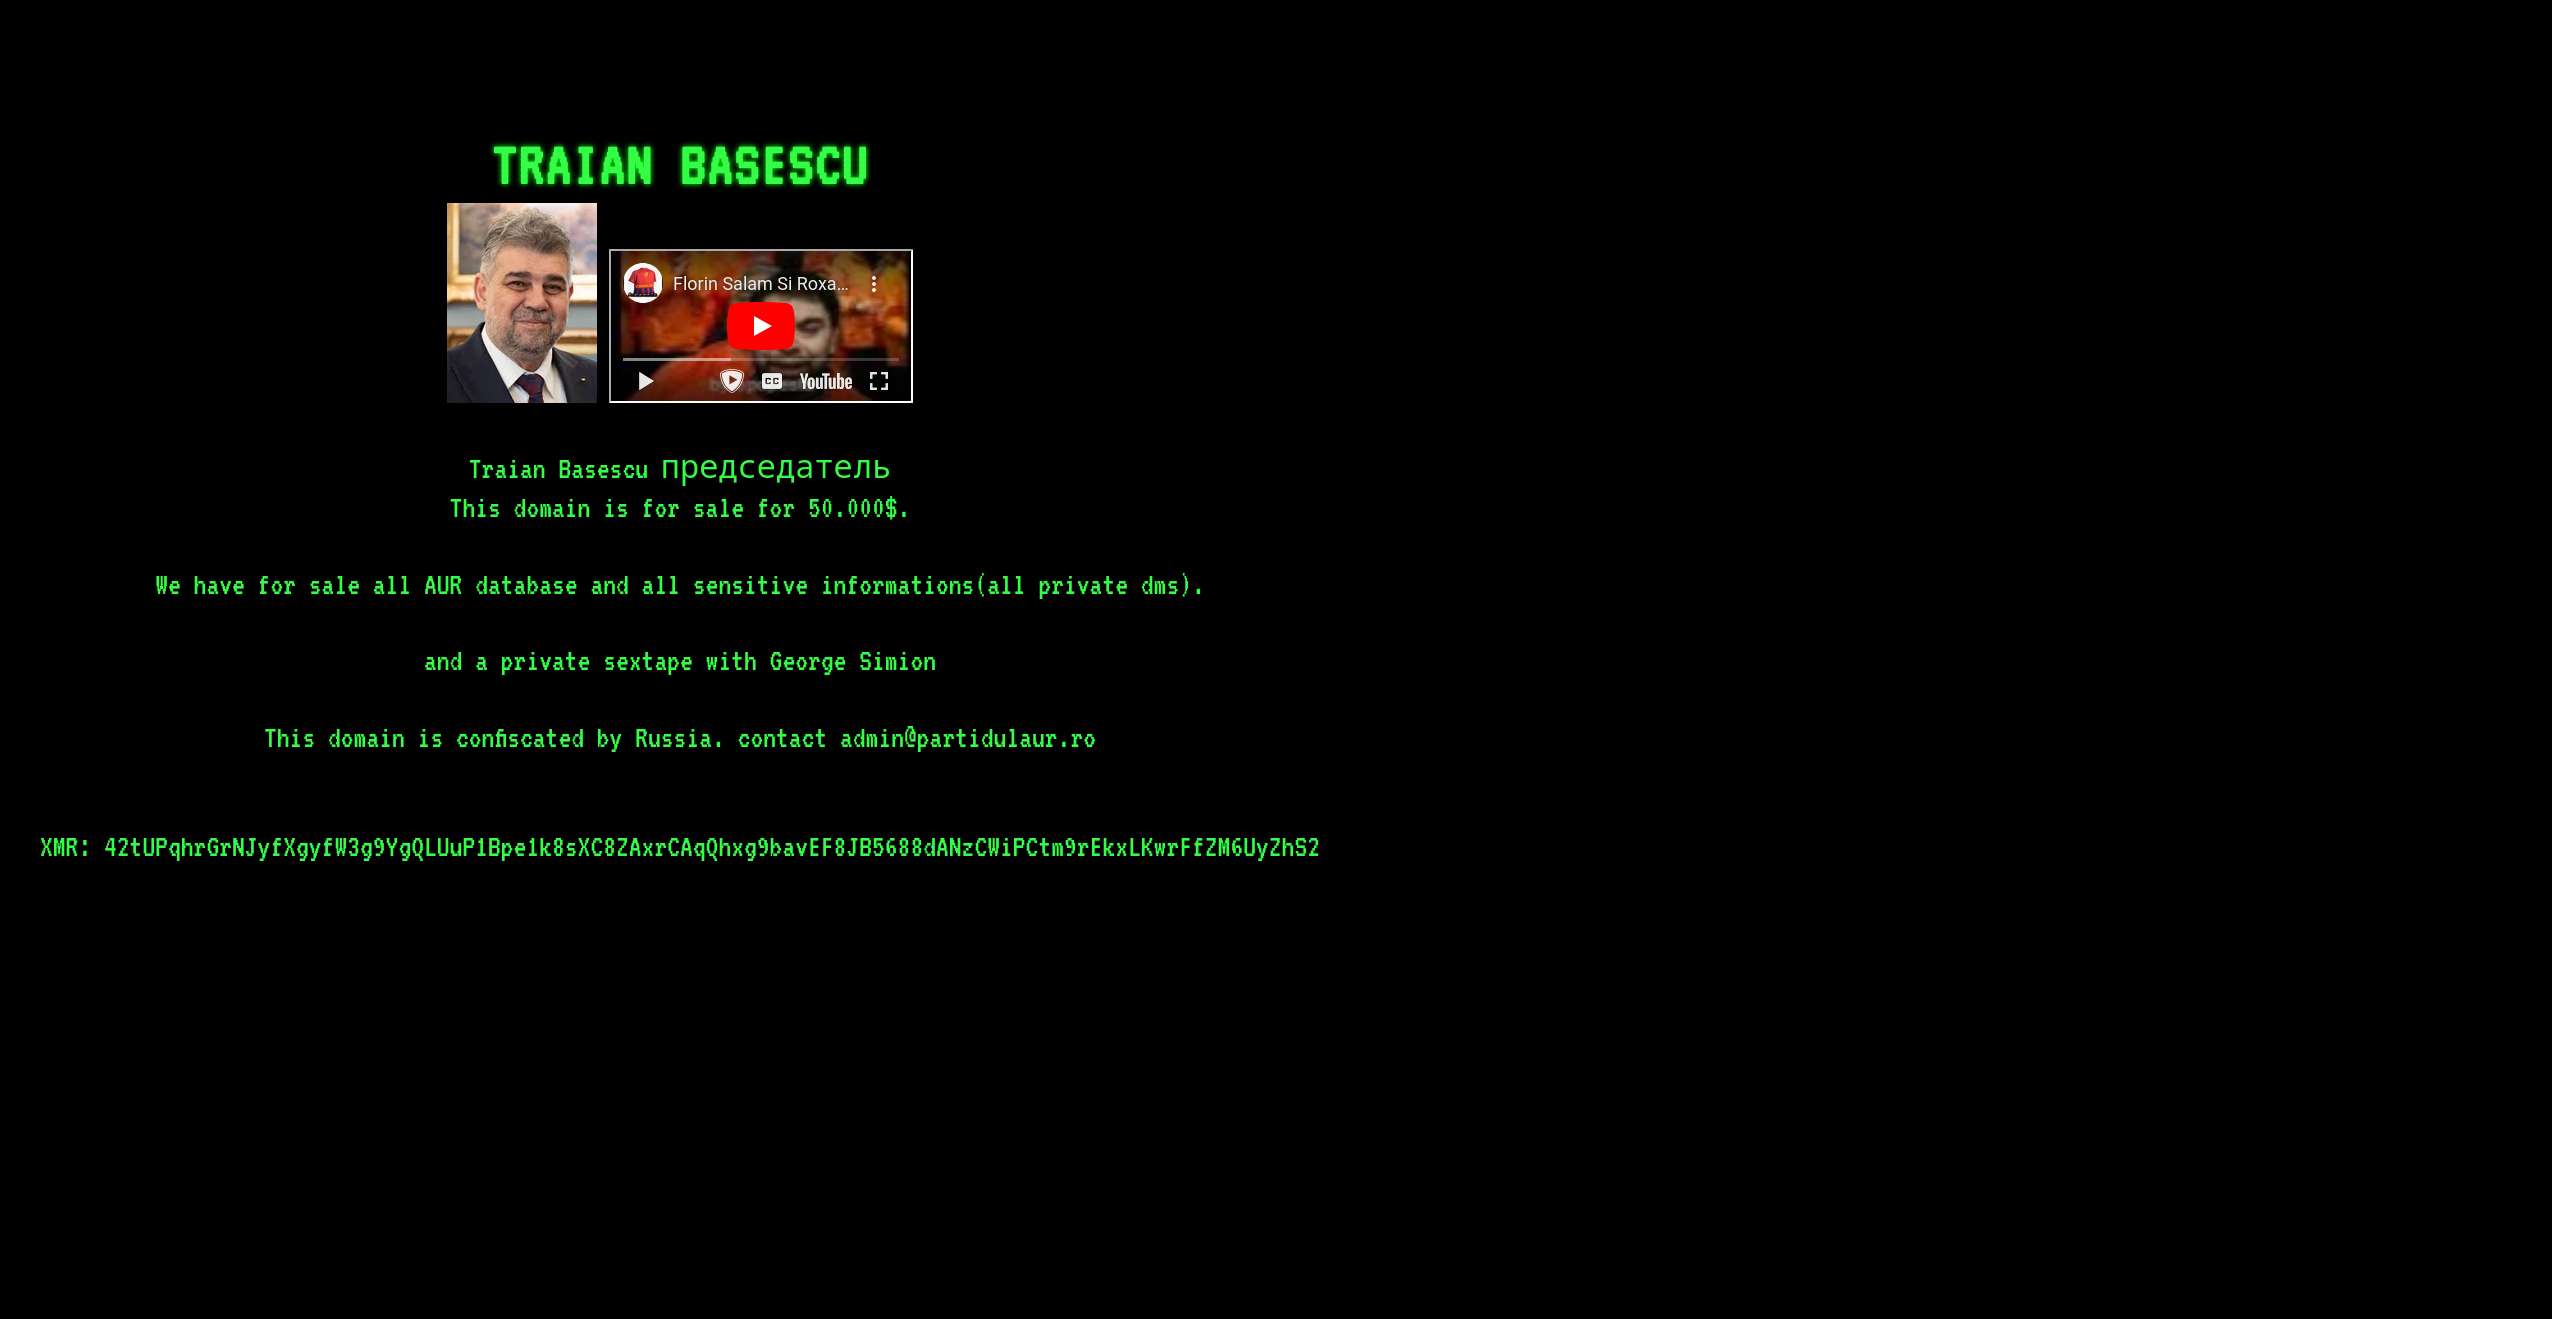 TRAIAN BASESCU
Florin Salam Si Roxa...
CC
YouTube
Traian Basescu председатель
This domain is for sale for 50.000$.
We have for sale all AUR database and all sensitive informations(all private dms).
and a private sextape with George Simion
This domain is confiscated by Russia. contact admin@partidulaur.ro
XMR: 42tUPqhrGrNJyfXgyfW3g9YgQLUuP1Bpe1k8sXC8ZAxrCAqQhxg9bavEF8JB5688dANzCWiPCtm9rEkxLKwrFfZM6UyZhS2